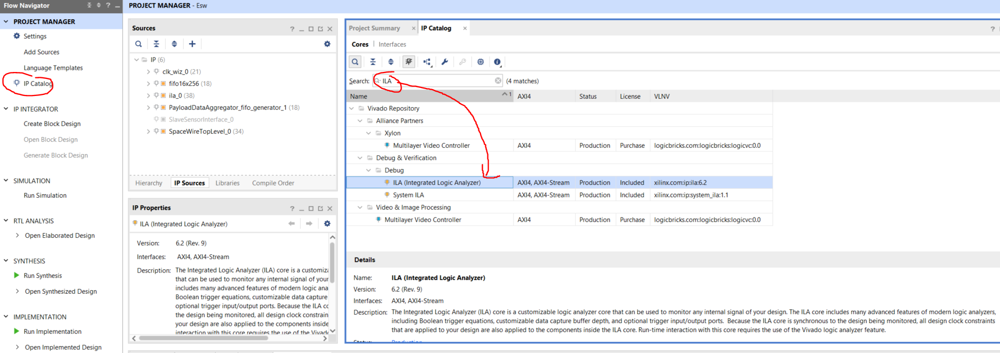 Flow Navigator
PROJECT MANAGER - Esw
PROJECT MANAGER
Settings
Add Sources
Language Templates
IP Catalog
IP INTEGRATOR
Create Block Design
Open Block Design
Generate Block Design
SIMULATION
Run Simulation
RTL ANALYSIS
Open Elaborated Design
SYNTHESIS
Run Synthesis
Open Synthesized Design
IMPLEMENTATION
Run Implementation
Open Implemented Design
Sources
IP (6)
clk_wiz_0 (21)
fifo16x256 (18)
ila_0 (38)
PayloadDataAggregator_fifo_generator_1 (18)
SlaveSensorInterface_0
SpaceWireTopLevel_0 (34)
Hierarchy IP Sources Libraries Compile Order
IP Properties
ILA (Integrated Logic Analyzer)
Version: 6.2 (Rev. 9)
Interfaces: AXI4, AXI4-Stream
Description: The Integrated Logic Analyzer (ILA) core is a customiza
that can be used to monitor any internal signal of your
includes many advanced features of modern logic ana
Boolean trigger equations, customizable data capture
optional trigger input/output ports. Because the ILA co
the design being monitored, all design clock constrain
your design are also applied to the components inside
interaction with this core requires the use of the Vivado
Project Summary IP Catalog
Cores Interfaces
Search: ILA (4 matches)
Name 1 AXI4 Status License VLNV
Vivado Repository
Alliance Partners
Xylon
Multilayer Video Controller AXI4 Production Purchase logicbricks.com:logicbricks:logicvc:0.0
Debug & Verification
Debug
ILA (Integrated Logic Analyzer) AXI4, AXI4-Stream Production Included xilinx.com:ip:ila:6.2
System ILA AXI4, AXI4-Stream Production Included xilinx.com:ip:system_ila:1.1
Video & Image Processing
Multilayer Video Controller AXI4 Production Purchase logicbricks.com:logicbricks:logicvc:0.0
Details
Name: ILA (Integrated Logic Analyzer)
Version: 6.2 (Rev. 9)
Interfaces: AXI4, AXI4-Stream
Description: The Integrated Logic Analyzer (ILA) core is a customizable logic analyzer core that can be used to monitor any internal signal of your design. The ILA core includes many advanced features of modern logic analyzers,
including Boolean trigger equations, customizable data capture buffer depth, and optional trigger input/output ports. Because the ILA core is synchronous to the design being monitored, all design clock constraints
that are applied to your design are also applied to the components inside the ILA core. Run-time interaction with this core requires the use of the Vivado logic analyzer feature.
Status: Production